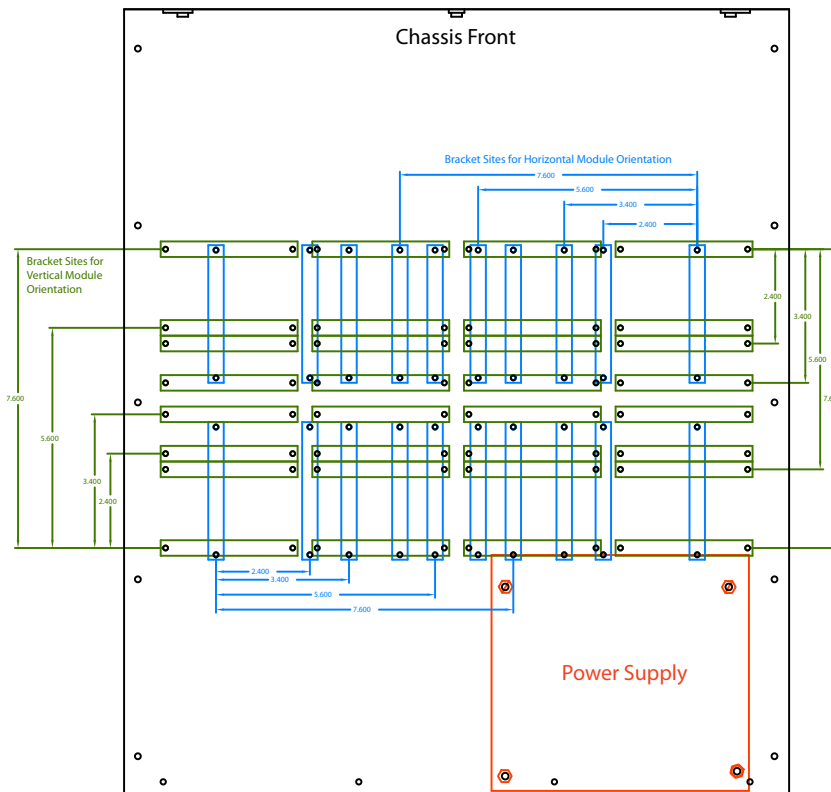 Chassis Front
Bracket Sites for Horizontal Module Orientation
7.600
5.600
3.400
2.400
Bracket Sites for
Vertical Module
Orientation
2.400
3.400
5.600
7.6
7.600
5.600
3.400
2.400
2.400
3.400
5.600
7.600
Power Supply